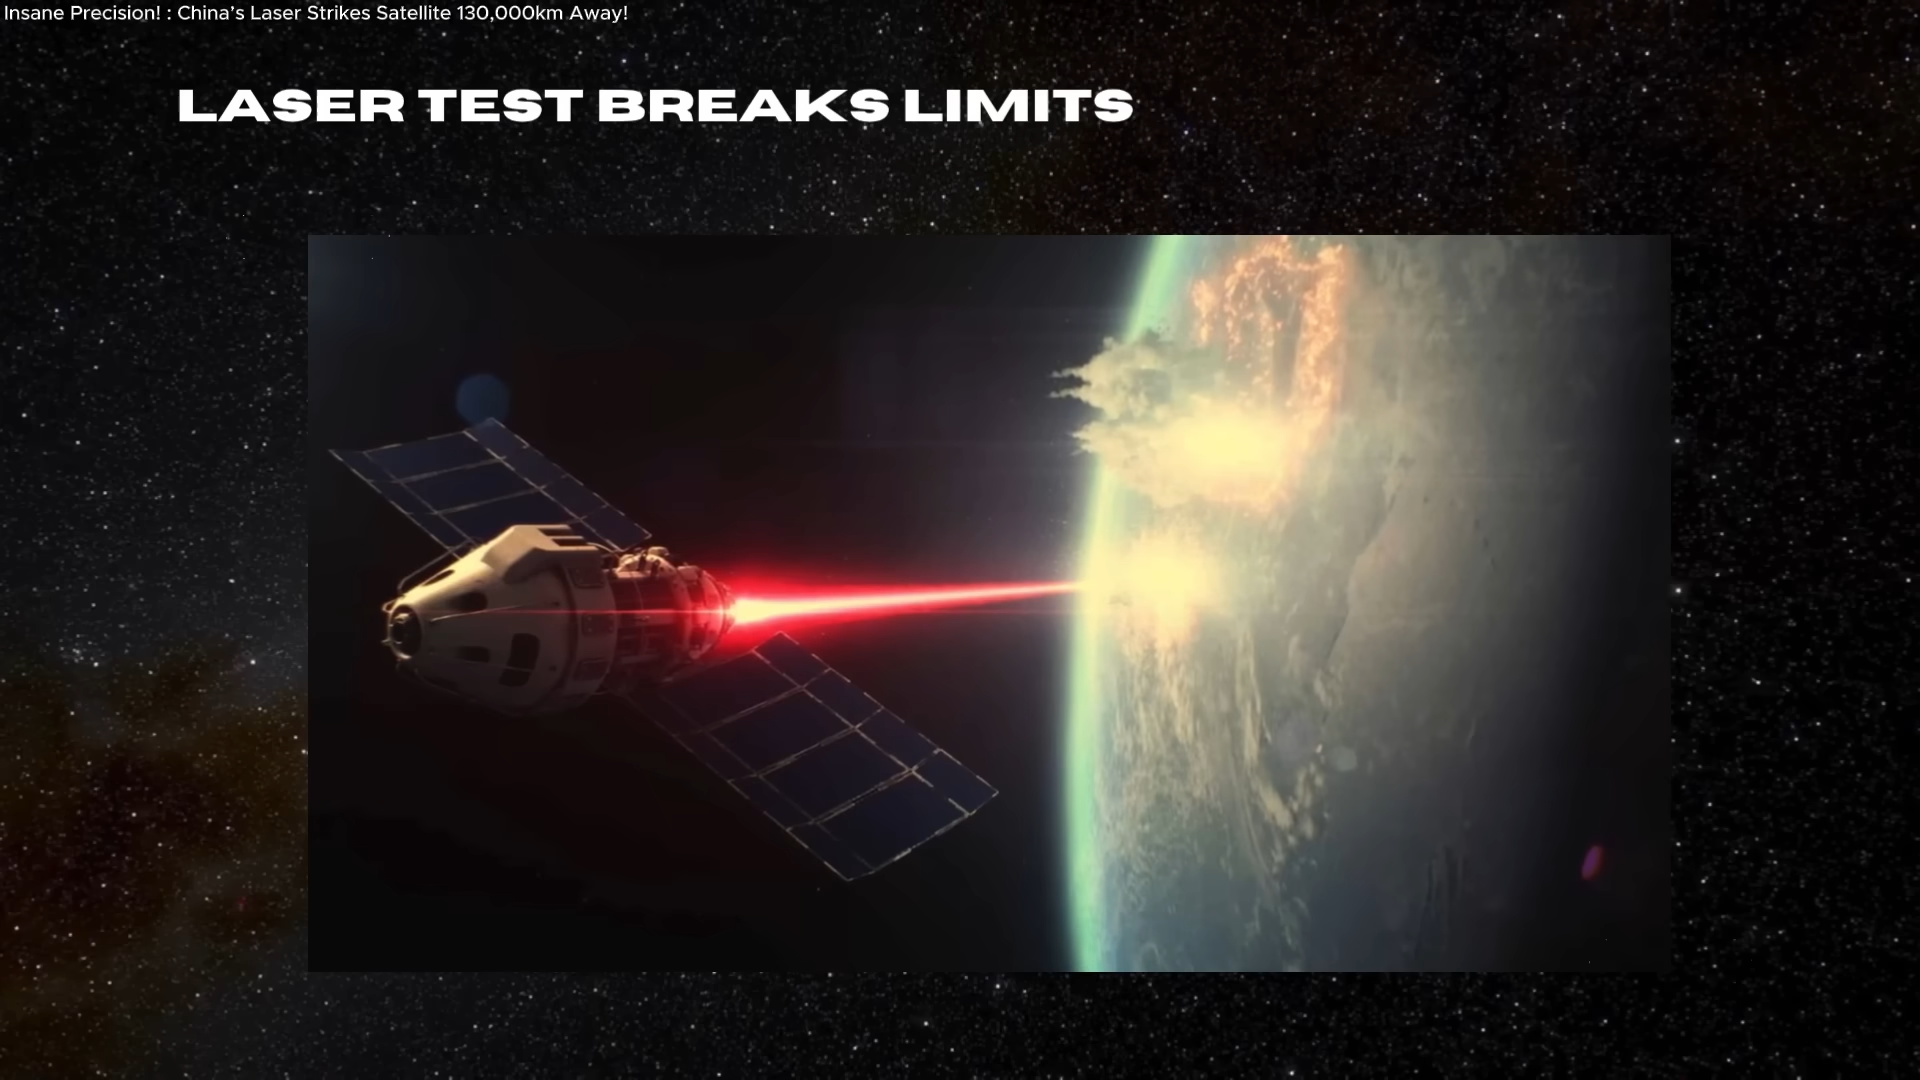 Insane Precision! : China’s Laser Strikes Satellite 130,000km Away!
LASER TEST BREAKS LIMITS